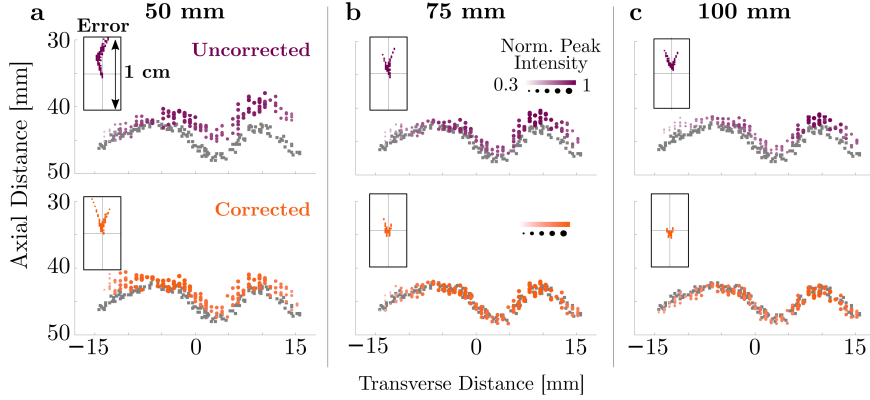 a 50 mm b 75 mm c 100 mm
Error
Uncorrected
1 cm
Norm. Peak
Intensity
0.3 1
30
40
50
Axial Distance [mm]
Corrected
30
40
50
−15 0 15 −15 0 15 −15 0 15
Transverse Distance [mm]